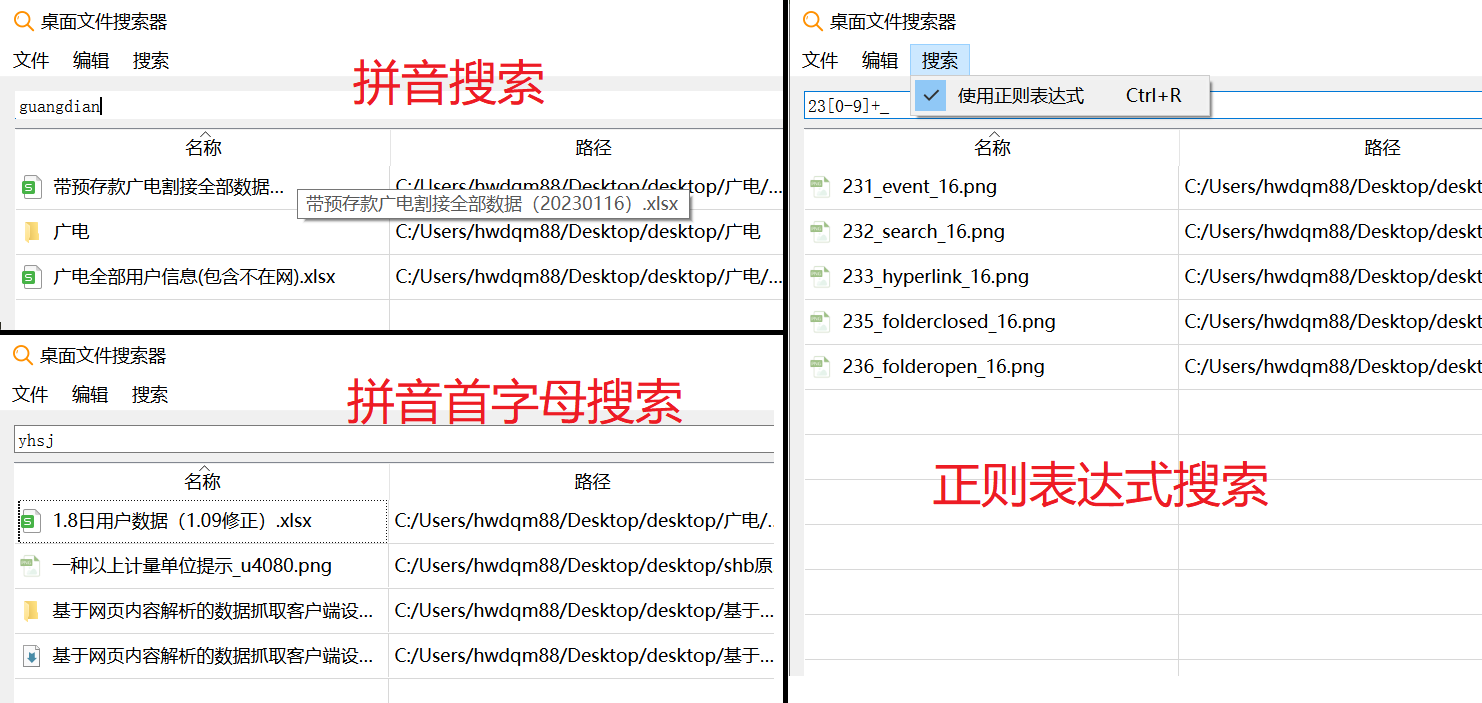 桌面文件搜索器
文件 编辑 搜索
拼音搜索
guangdian
名称 路径
带预存款广电割接全部数据... C:/Users/hwdqm88/Desktop/desktop/广电/...
带预存款广电割接全部数据（20230116）.xlsx
广电 C:/Users/hwdqm88/Desktop/desktop/广电
广电全部用户信息(包含不在网).xlsx C:/Users/hwdqm88/Desktop/desktop/广电/...
桌面文件搜索器
文件 编辑 搜索
拼音首字母搜索
yhsj
名称 路径
1.8日用户数据（1.09修正）.xlsx C:/Users/hwdqm88/Desktop/desktop/广电/..
一种以上计量单位提示_u4080.png C:/Users/hwdqm88/Desktop/desktop/shb原
基于网页内容解析的数据抓取客户端设... C:/Users/hwdqm88/Desktop/desktop/基于...
基于网页内容解析的数据抓取客户端设... C:/Users/hwdqm88/Desktop/desktop/基于...
桌面文件搜索器
文件 编辑 搜索
使用正则表达式 Ctrl+R
23[0-9]+_
名称 路径
231_event_16.png C:/Users/hwdqm88/Desktop/deskt
232_search_16.png C:/Users/hwdqm88/Desktop/deskt
233_hyperlink_16.png C:/Users/hwdqm88/Desktop/deskt
235_folderclosed_16.png C:/Users/hwdqm88/Desktop/deskt
236_folderopen_16.png C:/Users/hwdqm88/Desktop/deskt
正则表达式搜索